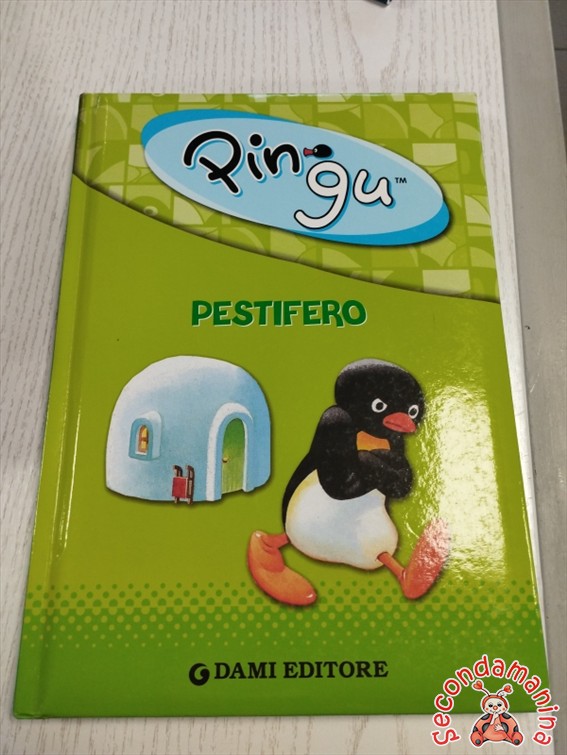 Pingu™
PESTIFERO
DAMI EDITORE
Secondamanina